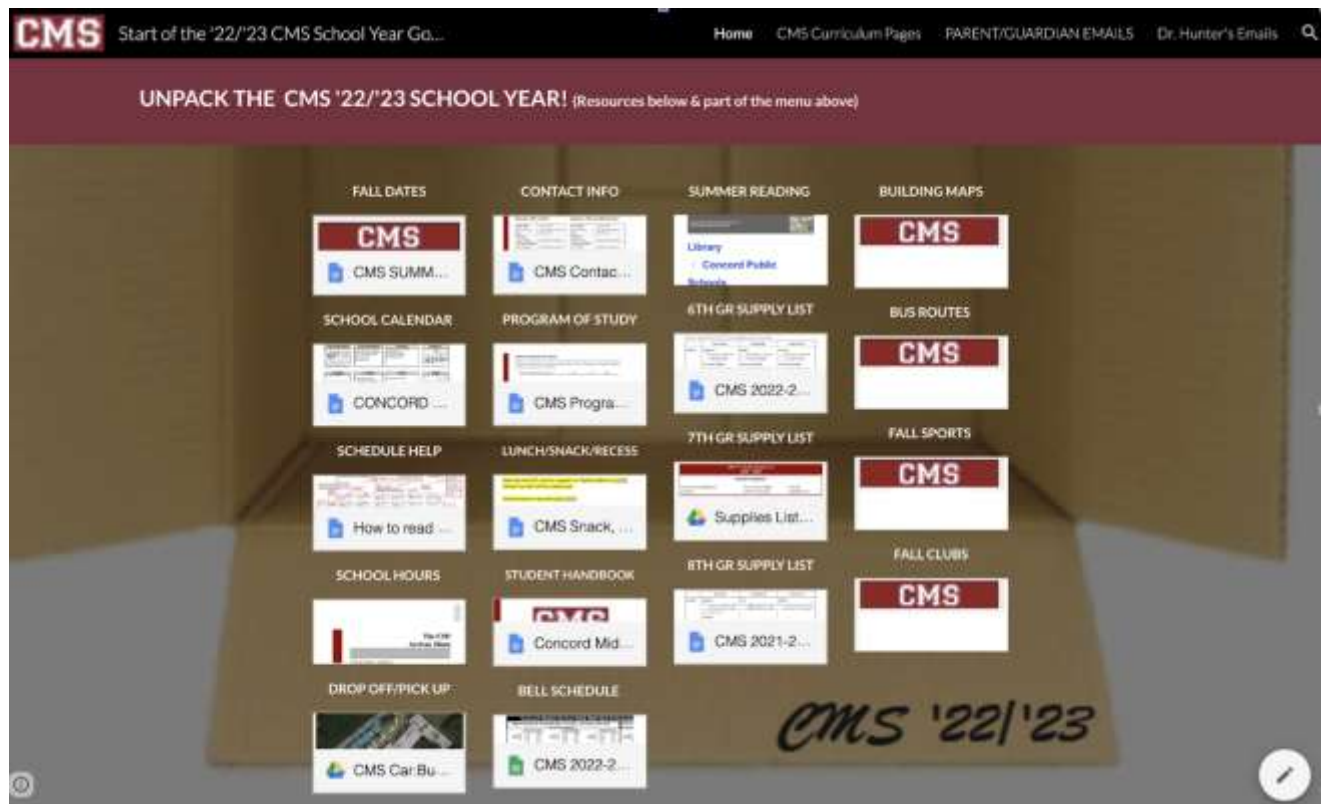 CMS
Start of the '22/'23 CMS School Year Go...
Home
CMS Curriculum Pages
PARENT/GUARDIAN EMAILS
Dr. Hunter's Emails
UNPACK THE CMS '22/'23 SCHOOL YEAR! (Resources below & part of the menu above)
FALL DATES
CMS
CMS SUMM...
SCHOOL CALENDAR
CONCORD ...
SCHEDULE HELP
How to read ...
SCHOOL HOURS
DROP OFF/PICK UP
CMS Car:Bu...
CONTACT INFO
CMS Contac...
PROGRAM OF STUDY
CMS Progra...
LUNCH/SNACK/RECESS
CMS Snack, ...
STUDENT HANDBOOK
CMS
Concord Mid...
BELL SCHEDULE
CMS 2022-2...
SUMMER READING
Library
Concord Public
Schools
6TH GR SUPPLY LIST
CMS 2022-2...
7TH GR SUPPLY LIST
Supplies List...
8TH GR SUPPLY LIST
CMS 2021-2...
BUILDING MAPS
CMS
BUS ROUTES
CMS
FALL SPORTS
CMS
FALL CLUBS
CMS
CMS '22/'23